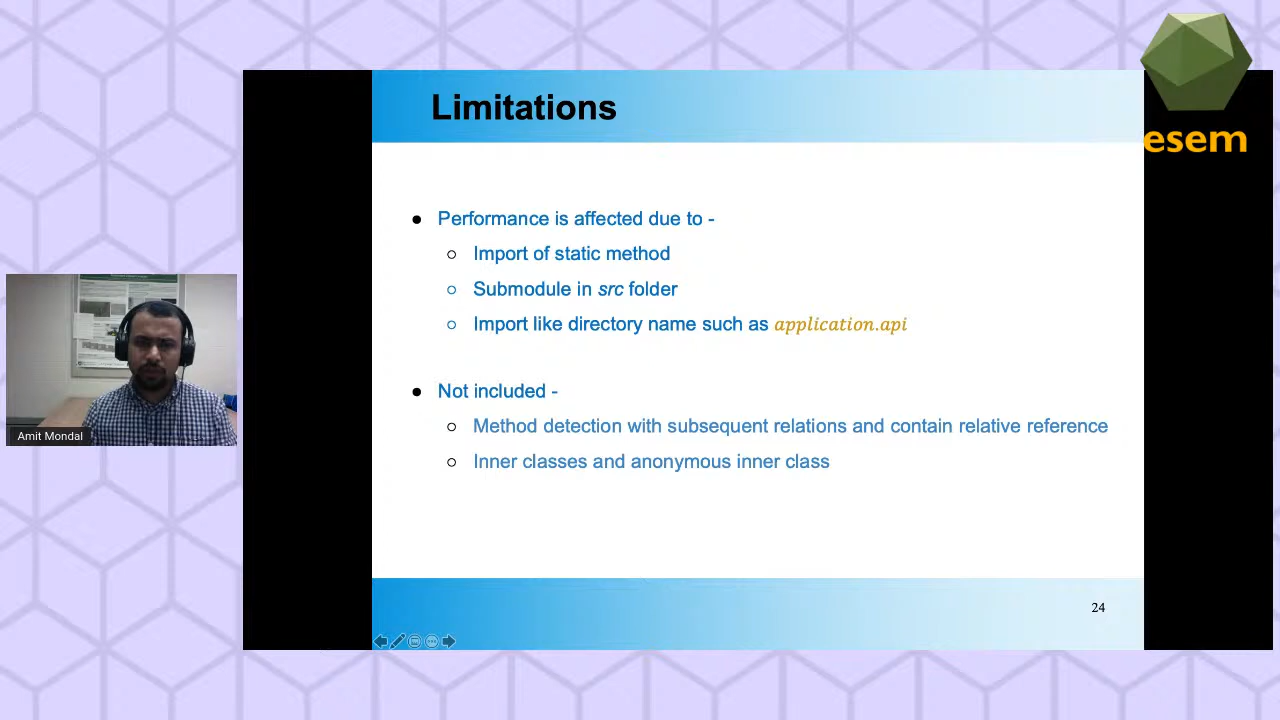 Limitations
esem
● Performance is affected due to -
○ Import of static method
○ Submodule in src folder
○ Import like directory name such as application.api
● Not included -
○ Method detection with subsequent relations and contain relative reference
○ Inner classes and anonymous inner class
Amit Mondal
24